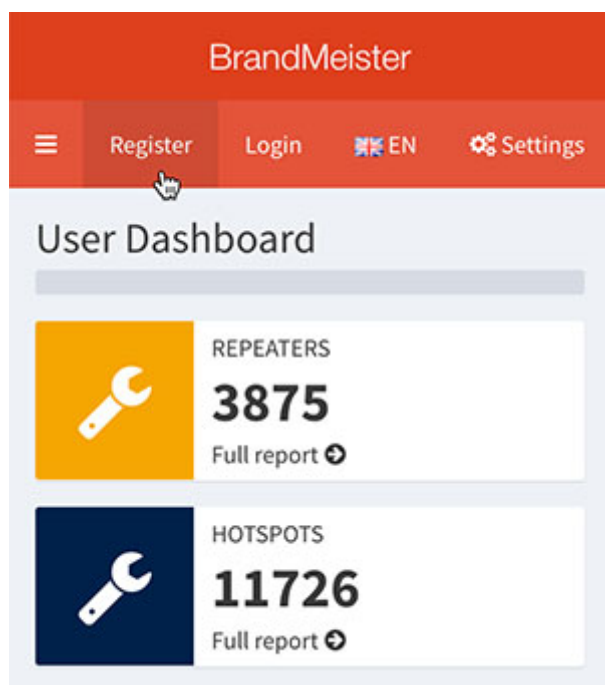 BrandMeister
Register Login EN Settings
User Dashboard
REPEATERS
3875
Full report
HOTSPOTS
11726
Full report